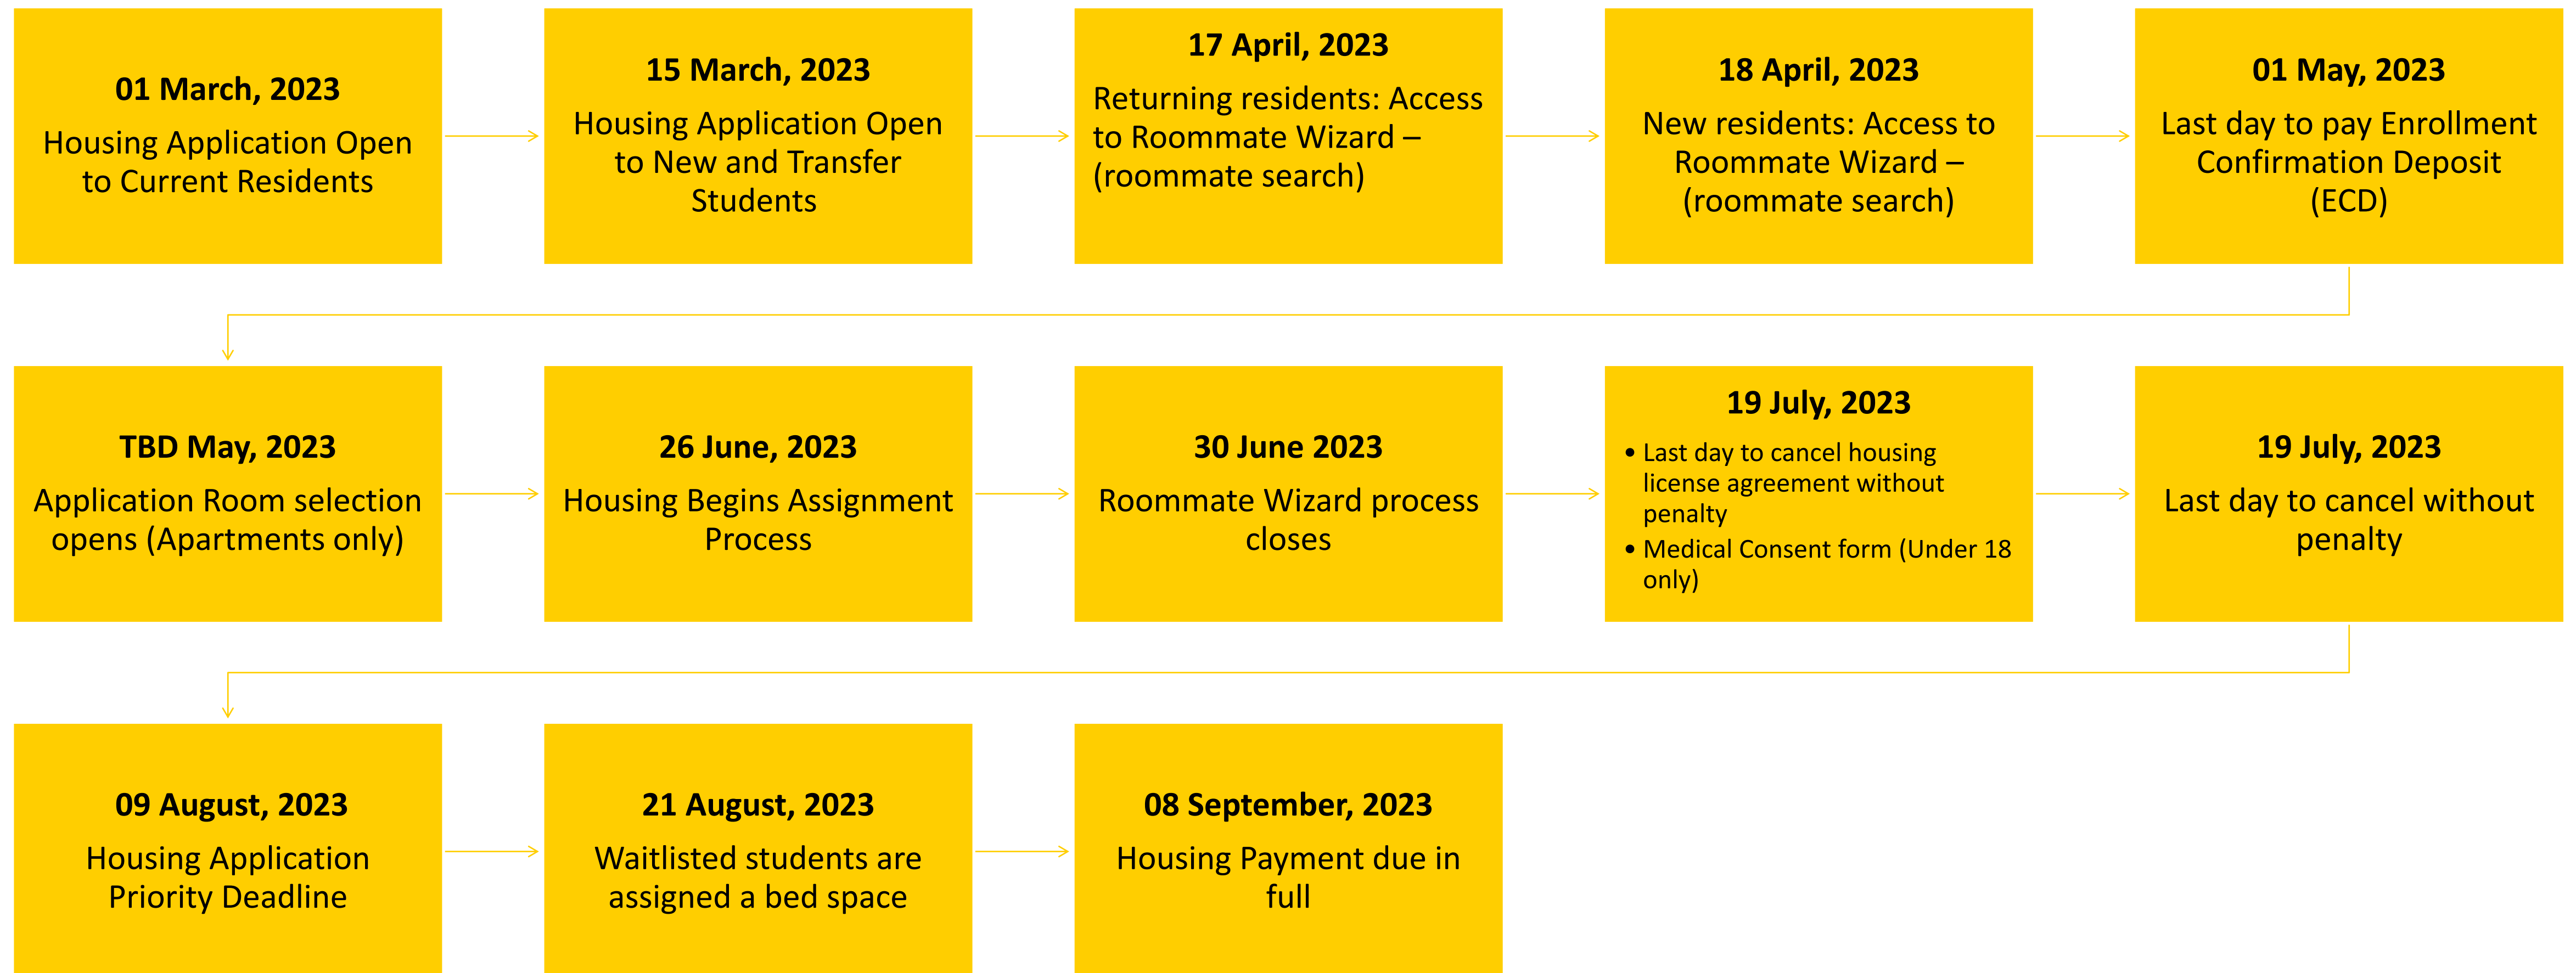 01 March, 2023
Housing Application Open
to Current Residents
15 March, 2023
Housing Application Open
to New and Transfer
Students
17 April, 2023
Returning residents: Access
to Roommate Wizard –
(roommate search)
18 April, 2023
New residents: Access to
Roommate Wizard –
(roommate search)
01 May, 2023
Last day to pay Enrollment
Confirmation Deposit
(ECD)
TBD May, 2023
Application Room selection
opens (Apartments only)
26 June, 2023
Housing Begins Assignment
Process
30 June 2023
Roommate Wizard process
closes
19 July, 2023
• Last day to cancel housing
license agreement without
penalty
• Medical Consent form (Under 18
only)
19 July, 2023
Last day to cancel without
penalty
09 August, 2023
Housing Application
Priority Deadline
21 August, 2023
Waitlisted students are
assigned a bed space
08 September, 2023
Housing Payment due in
full